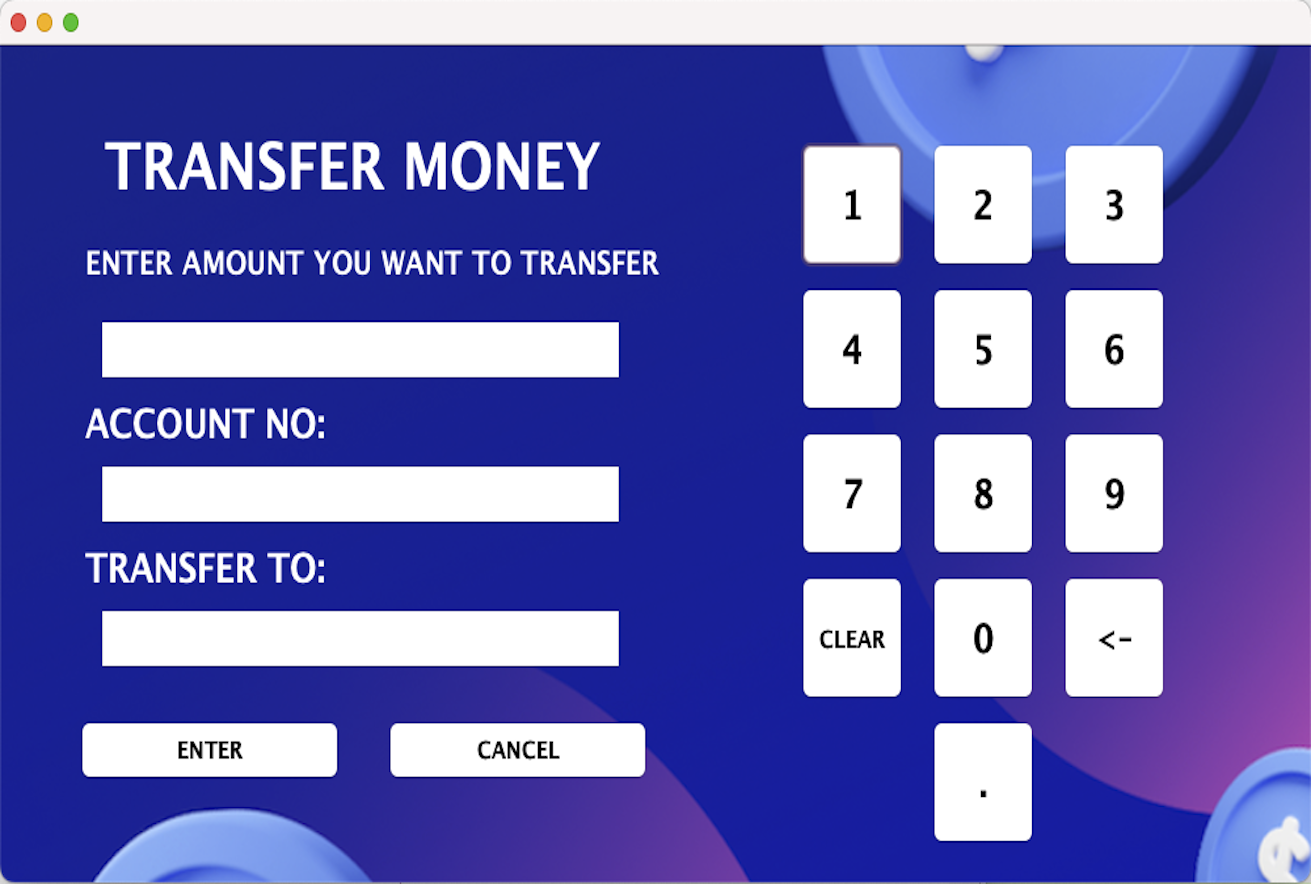 TRANSFER MONEY
ENTER AMOUNT YOU WANT TO TRANSFER
ACCOUNT NO:
TRANSFER TO:
ENTER CANCEL
1 2 3
4 5 6
7 8 9
CLEAR 0 <-
.